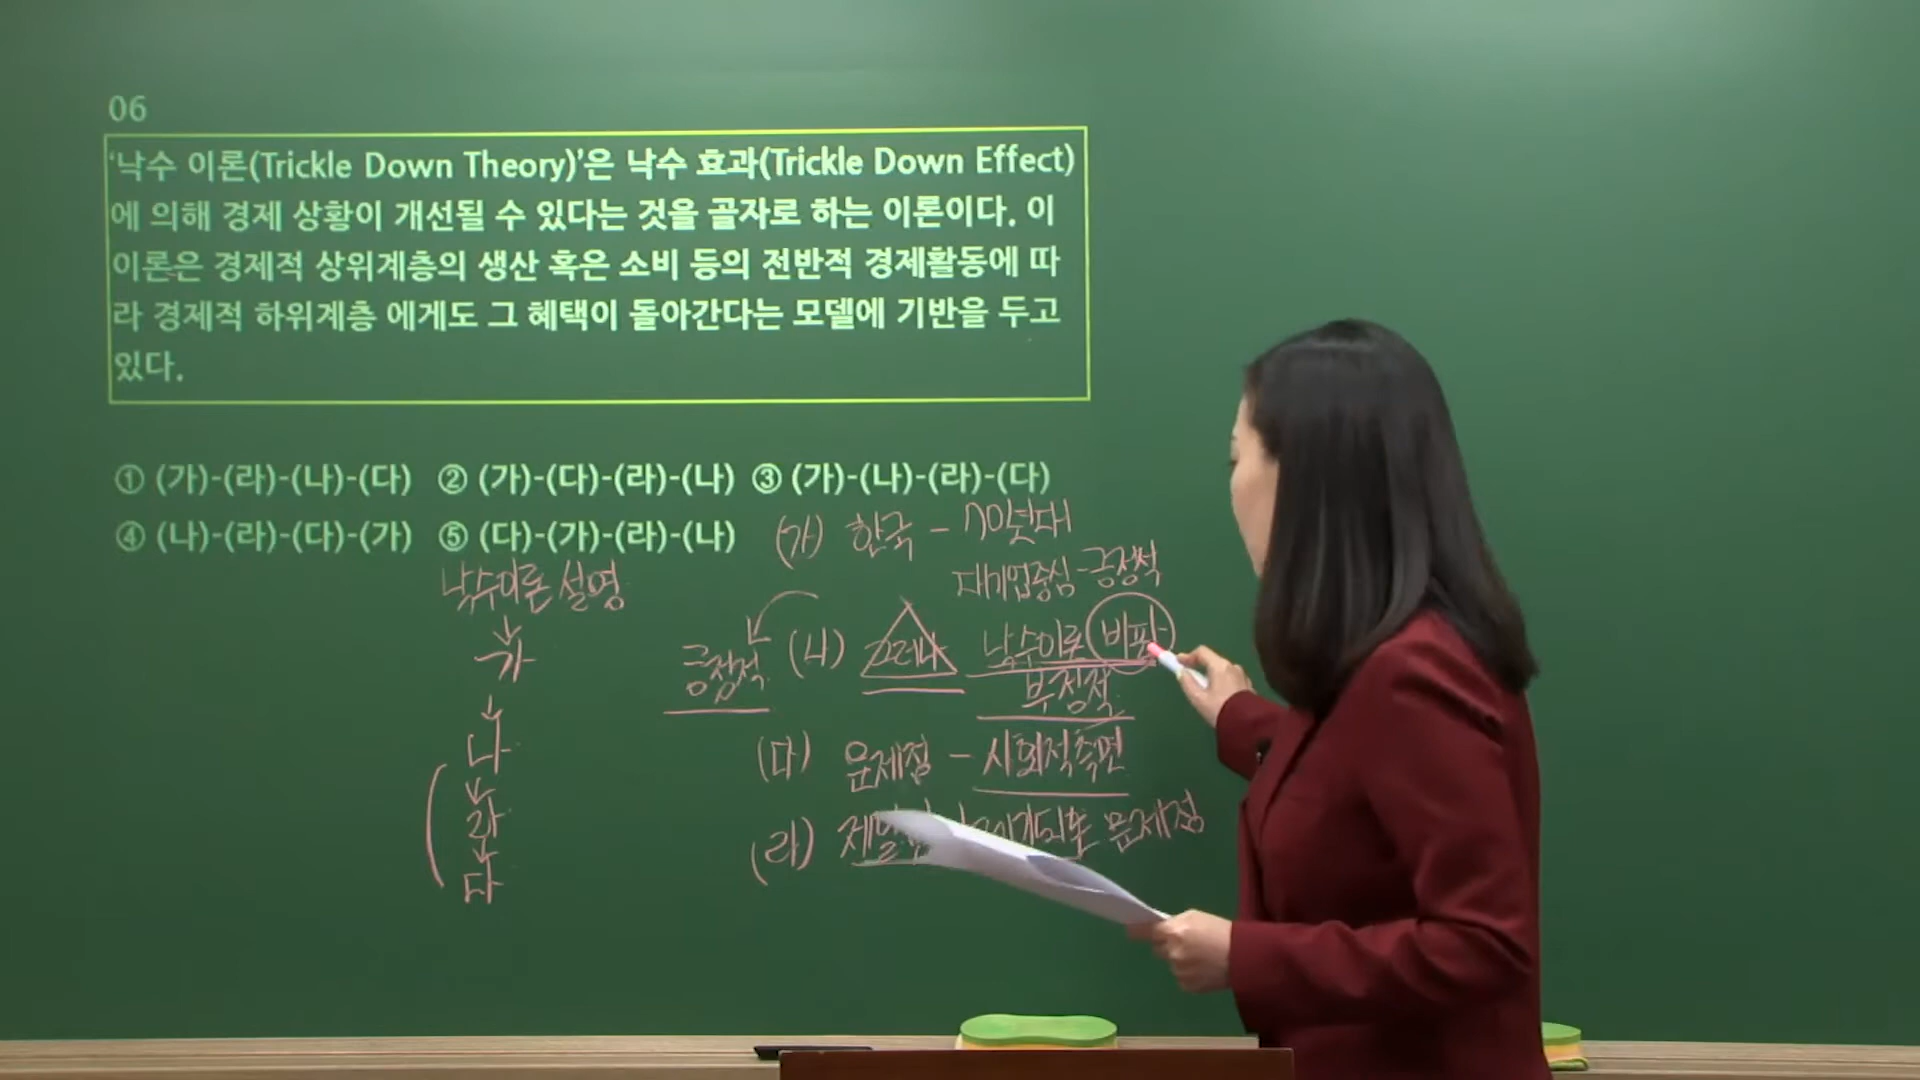 06
‘낙수 이론(Trickle Down Theory)’은 낙수 효과(Trickle Down Effect)
에 의해 경제 상황이 개선될 수 있다는 것을 골자로 하는 이론이다. 이
이론은 경제적 상위계층의 생산 혹은 소비 등의 전반적 경제활동에 따
라 경제적 하위계층 에게도 그 혜택이 돌아간다는 모델에 기반을 두고
있다.
① (가)-(라)-(나)-(다) ② (가)-(다)-(라)-(나) ③ (가)-(나)-(라)-(다)
④ (나)-(라)-(다)-(가) ⑤ (다)-(가)-(라)-(나)
낙수이론 설명
가
나
라
다
(가) 한국 - 70년대
대기업중심-긍정적
긍정적
(나) 그러나 낙수이론 비판
부정적
(다) 문제점 - 사회적측면
(라) 문제점